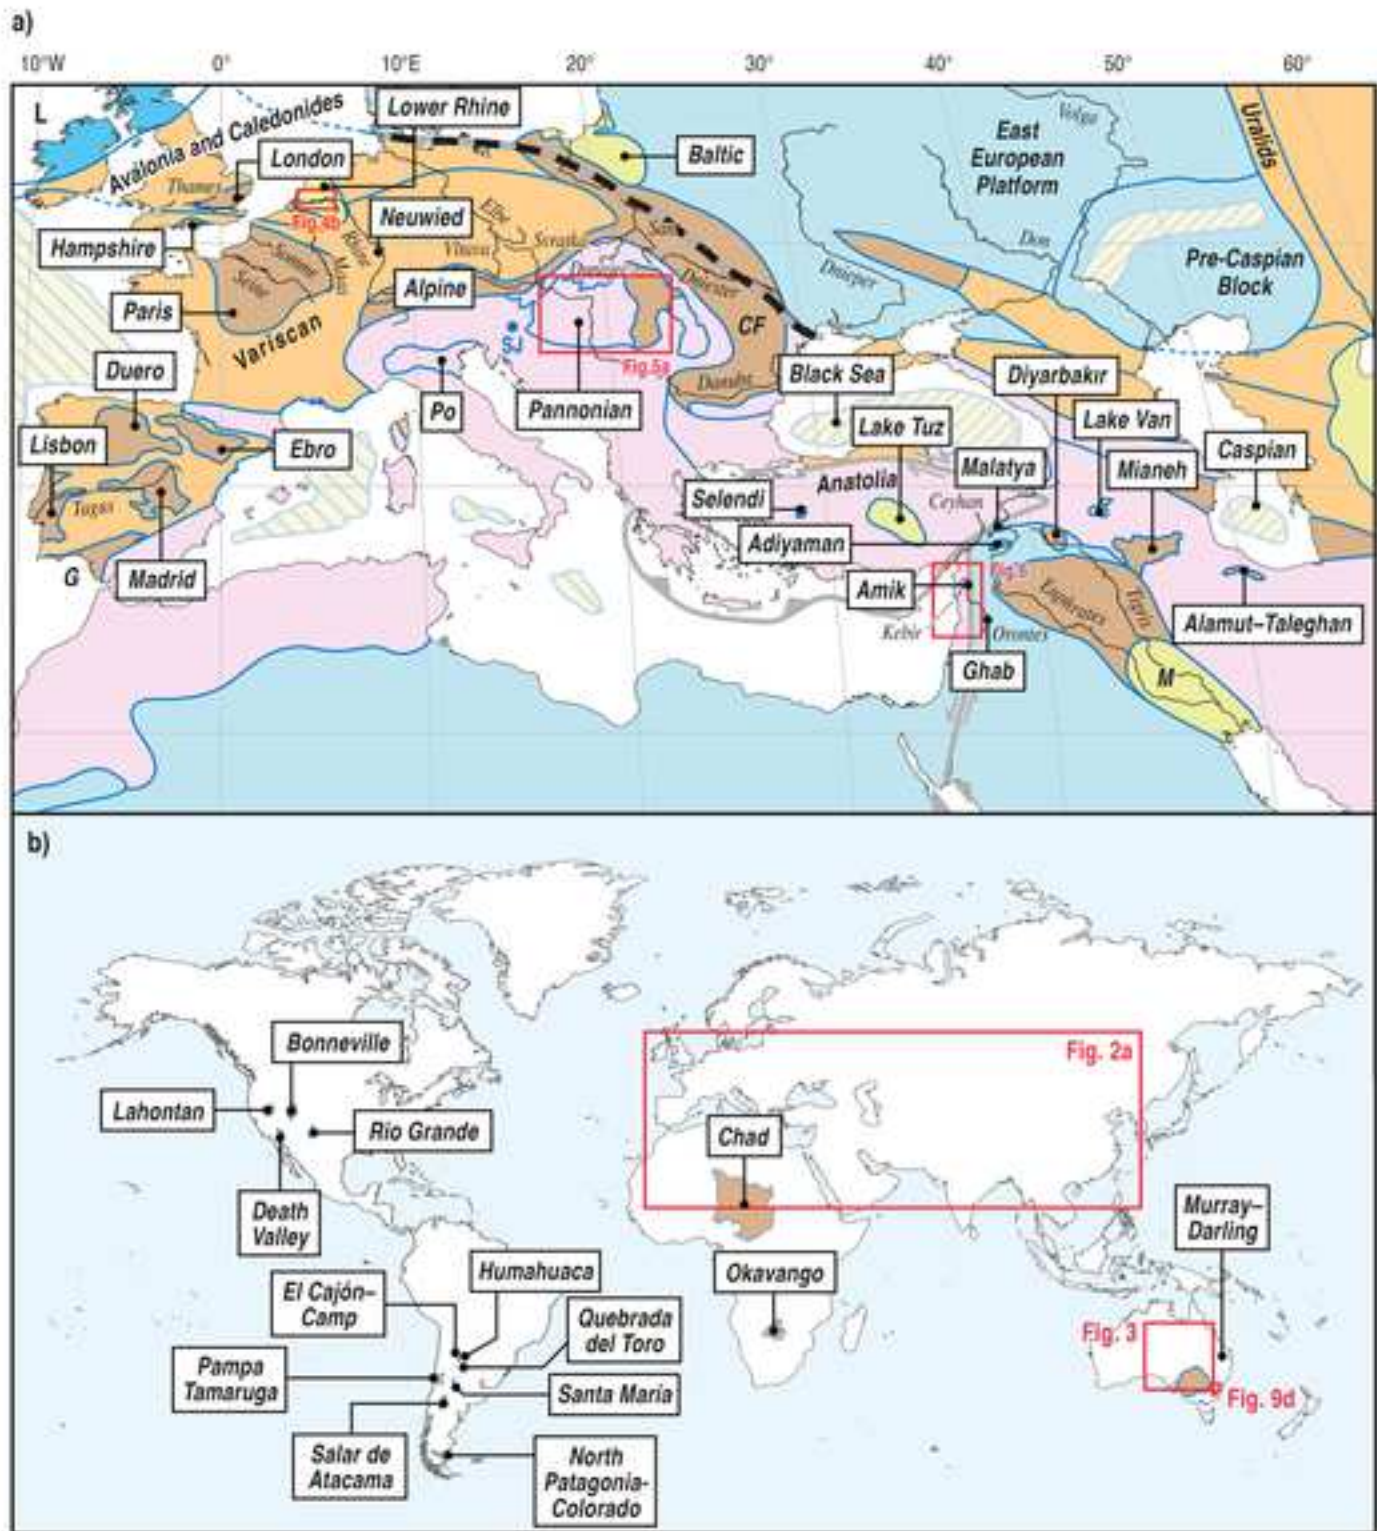 a)
10°W
0°
10°E
20°
30°
40°
50°
60°
L
Avalonia and Caledonides
Lower Rhine
London
Thames
Baltic
East
European
Platform
Volga
Uralids
Fig.4b
Neuwied
Elbe
Vltava
Svratka
San
Hampshire
Somme
Seine
Maas
Rhine
Don
Dnieper
Dniester
Pre-Caspian
Block
Paris
Alpine
Variscan
SJ
CF
Fig.5a
Danube
Duero
Black Sea
Diyarbakır
Po
Pannonian
Lake Tuz
Lake Van
Lisbon
Ebro
Malatya
Mianeh
Caspian
Anatolia
Ceyhan
Selendi
Tagus
Adiyaman
G
Madrid
Amik
Euphrates
Tigris
Kebir
Orontes
Alamut–Taleghan
Ghab
M
b)
Bonneville
Fig. 2a
Lahontan
Rio Grande
Chad
Death
Valley
Murray–
Darling
Humahuaca
Okavango
El Cajón–
Camp
Quebrada
del Toro
Fig. 3
Pampa
Tamaruga
Santa María
Fig. 9d
Salar de
Atacama
North
Patagonia-
Colorado